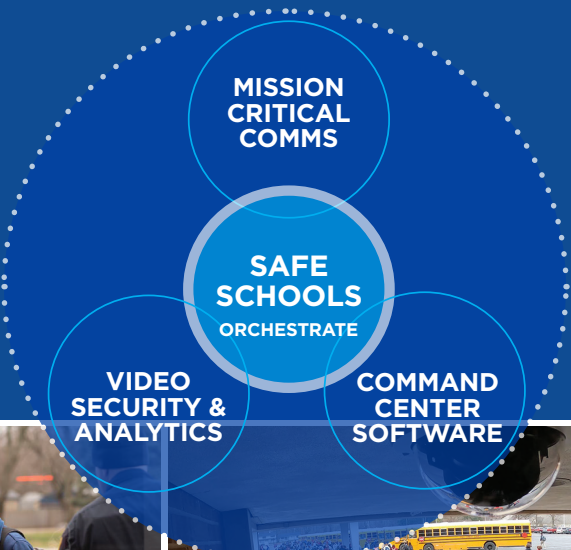 MISSION
CRITICAL
COMMS
SAFE
SCHOOLS
ORCHESTRATE
VIDEO
SECURITY &
ANALYTICS
COMMAND
CENTER
SOFTWARE